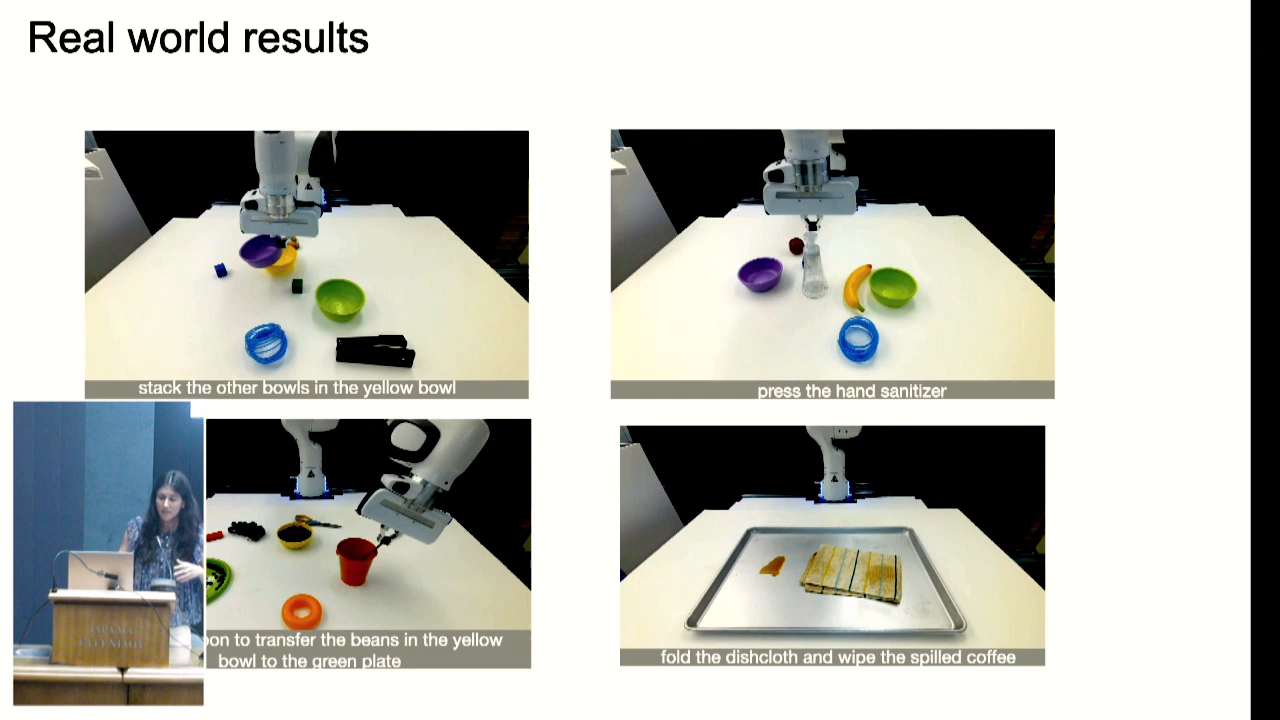 Real world results
stack the other bowls in the yellow bowl
press the hand sanitizer
to transfer the beans in the yellow
bowl to the green plate
fold the dishcloth and wipe the spilled coffee